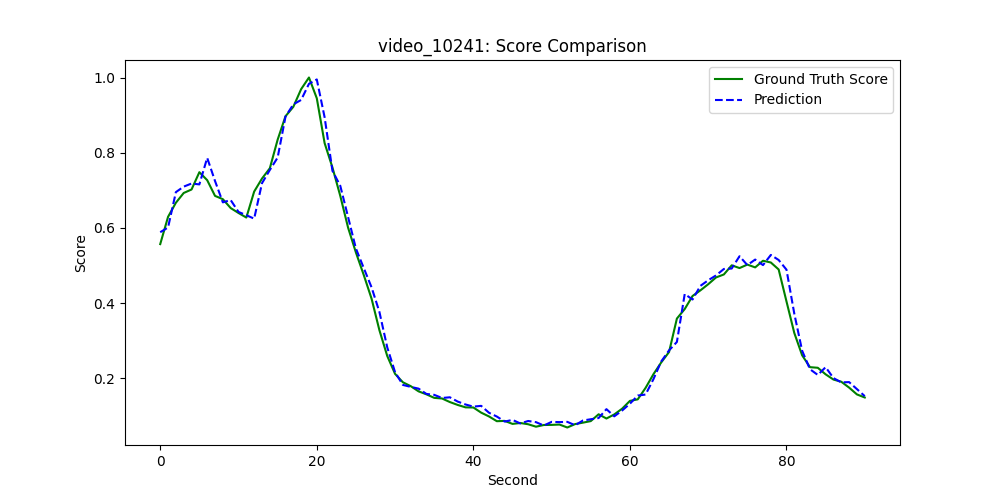 video_10241: Score Comparison
Ground Truth Score
Prediction
Score
1.0
0.8
0.6
0.4
0.2
0 20 40 60 80
Second